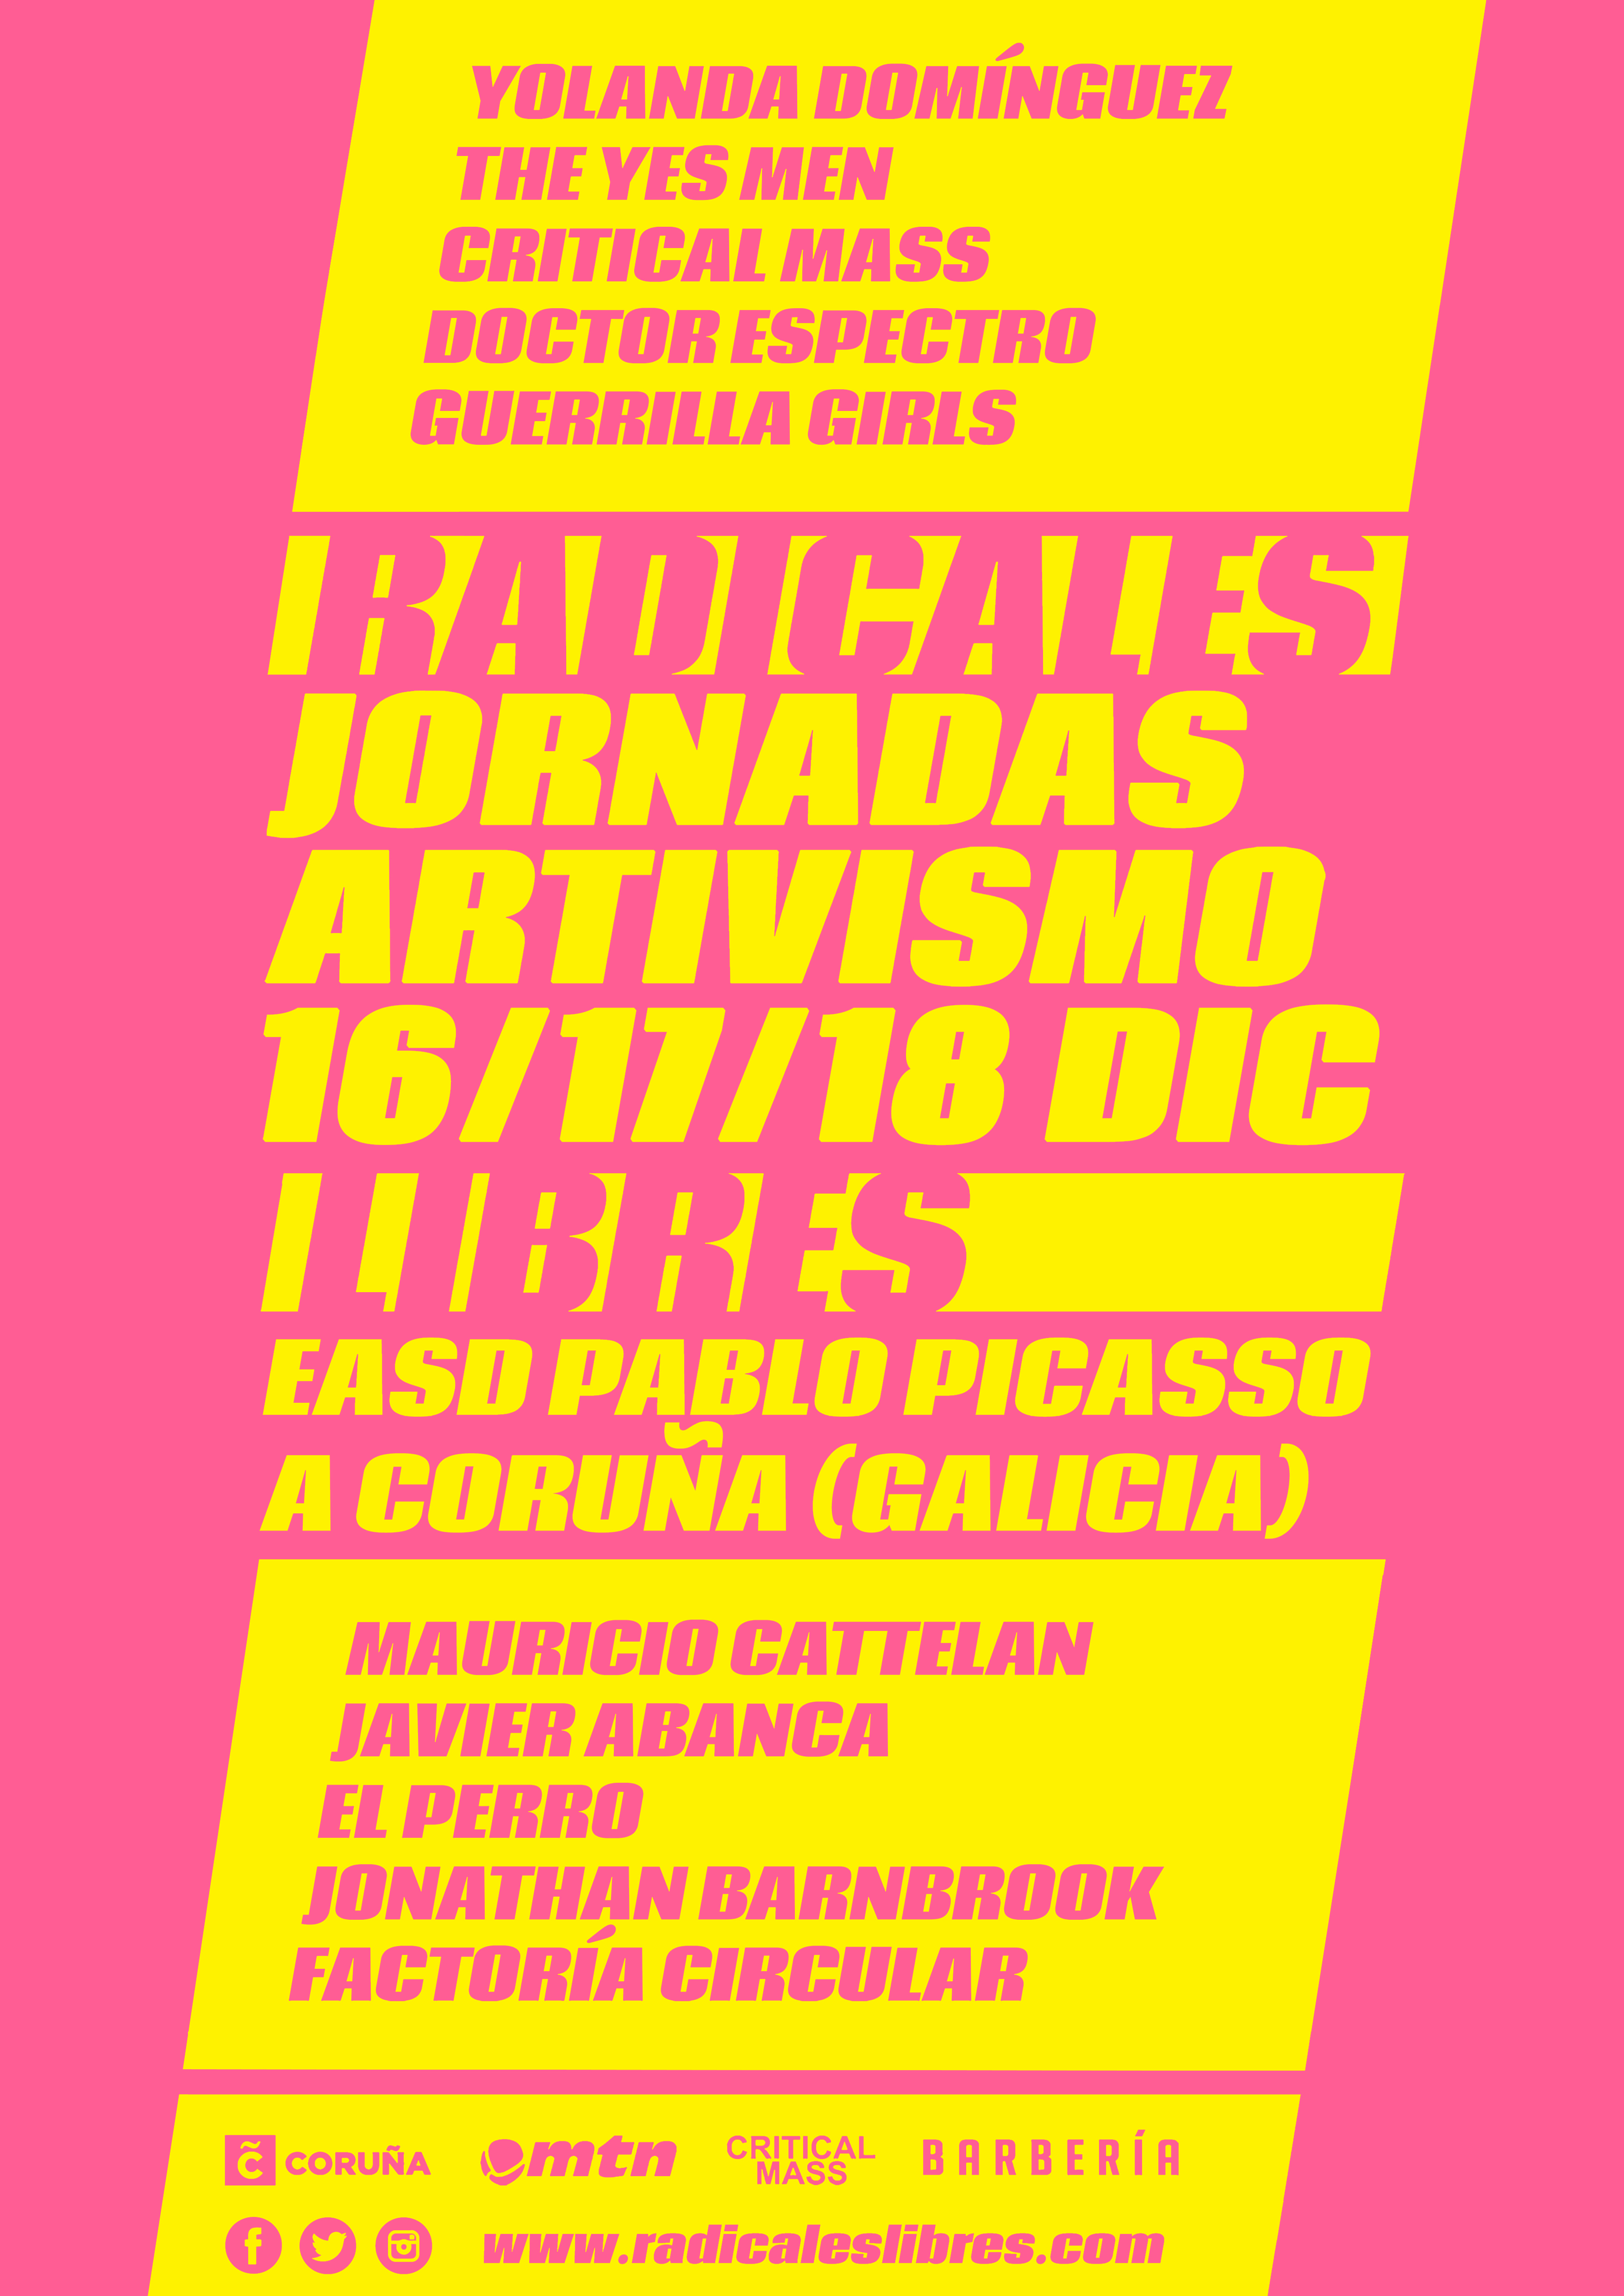 YOLANDA DOMÍNGUEZ
THE YES MEN
CRITICAL MASS
DOCTOR ESPECTRO
GUERRILLA GIRLS
RADICALES
JORNADAS
ARTIVISMO
16/17/18 DIC
LIBRES
EASD PABLO PICASSO
A CORUÑA (GALICIA)
MAURICIO CATTELAN
JAVIER ABANCA
EL PERRO
JONATHAN BARNBROOK
FACTORÍA CIRCULAR
C̃ CORUÑA mtn CRITICAL MASS BARBERÍA
www.radicaleslibres.com